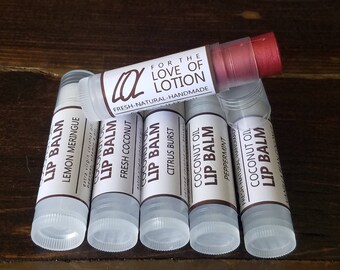 FOR THE
LOVE OF
LOTION
FRESH-NATURAL-HANDMADE
LIP BALM
LEMON MERINGUE
LIP BALM
FRESH COCONUT
LIP BALM
CITRUS BURST
COCONUT OIL
LIP BALM
PEPPERMINT
COCONUT OIL
LIP BALM